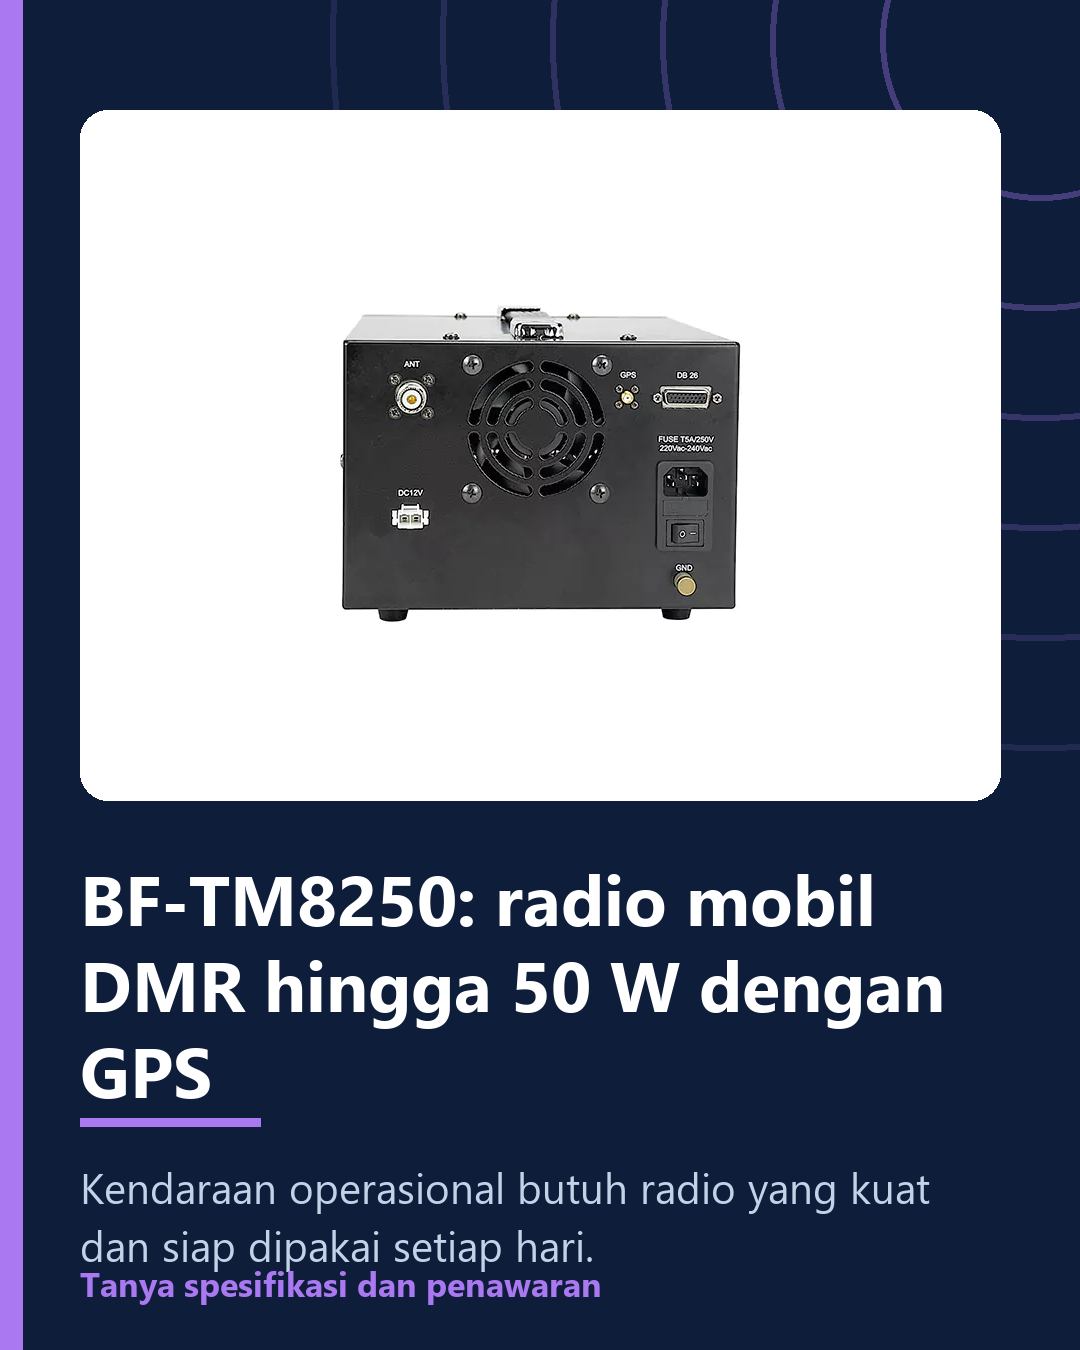 ANT
GPS
DB 26
FUSE T5A/250V
220Vac-240Vac
DC12V
GND
BF-TM8250: radio mobil
DMR hingga 50 W dengan
GPS
Kendaraan operasional butuh radio yang kuat
dan siap dipakai setiap hari.
Tanya spesifikasi dan penawaran